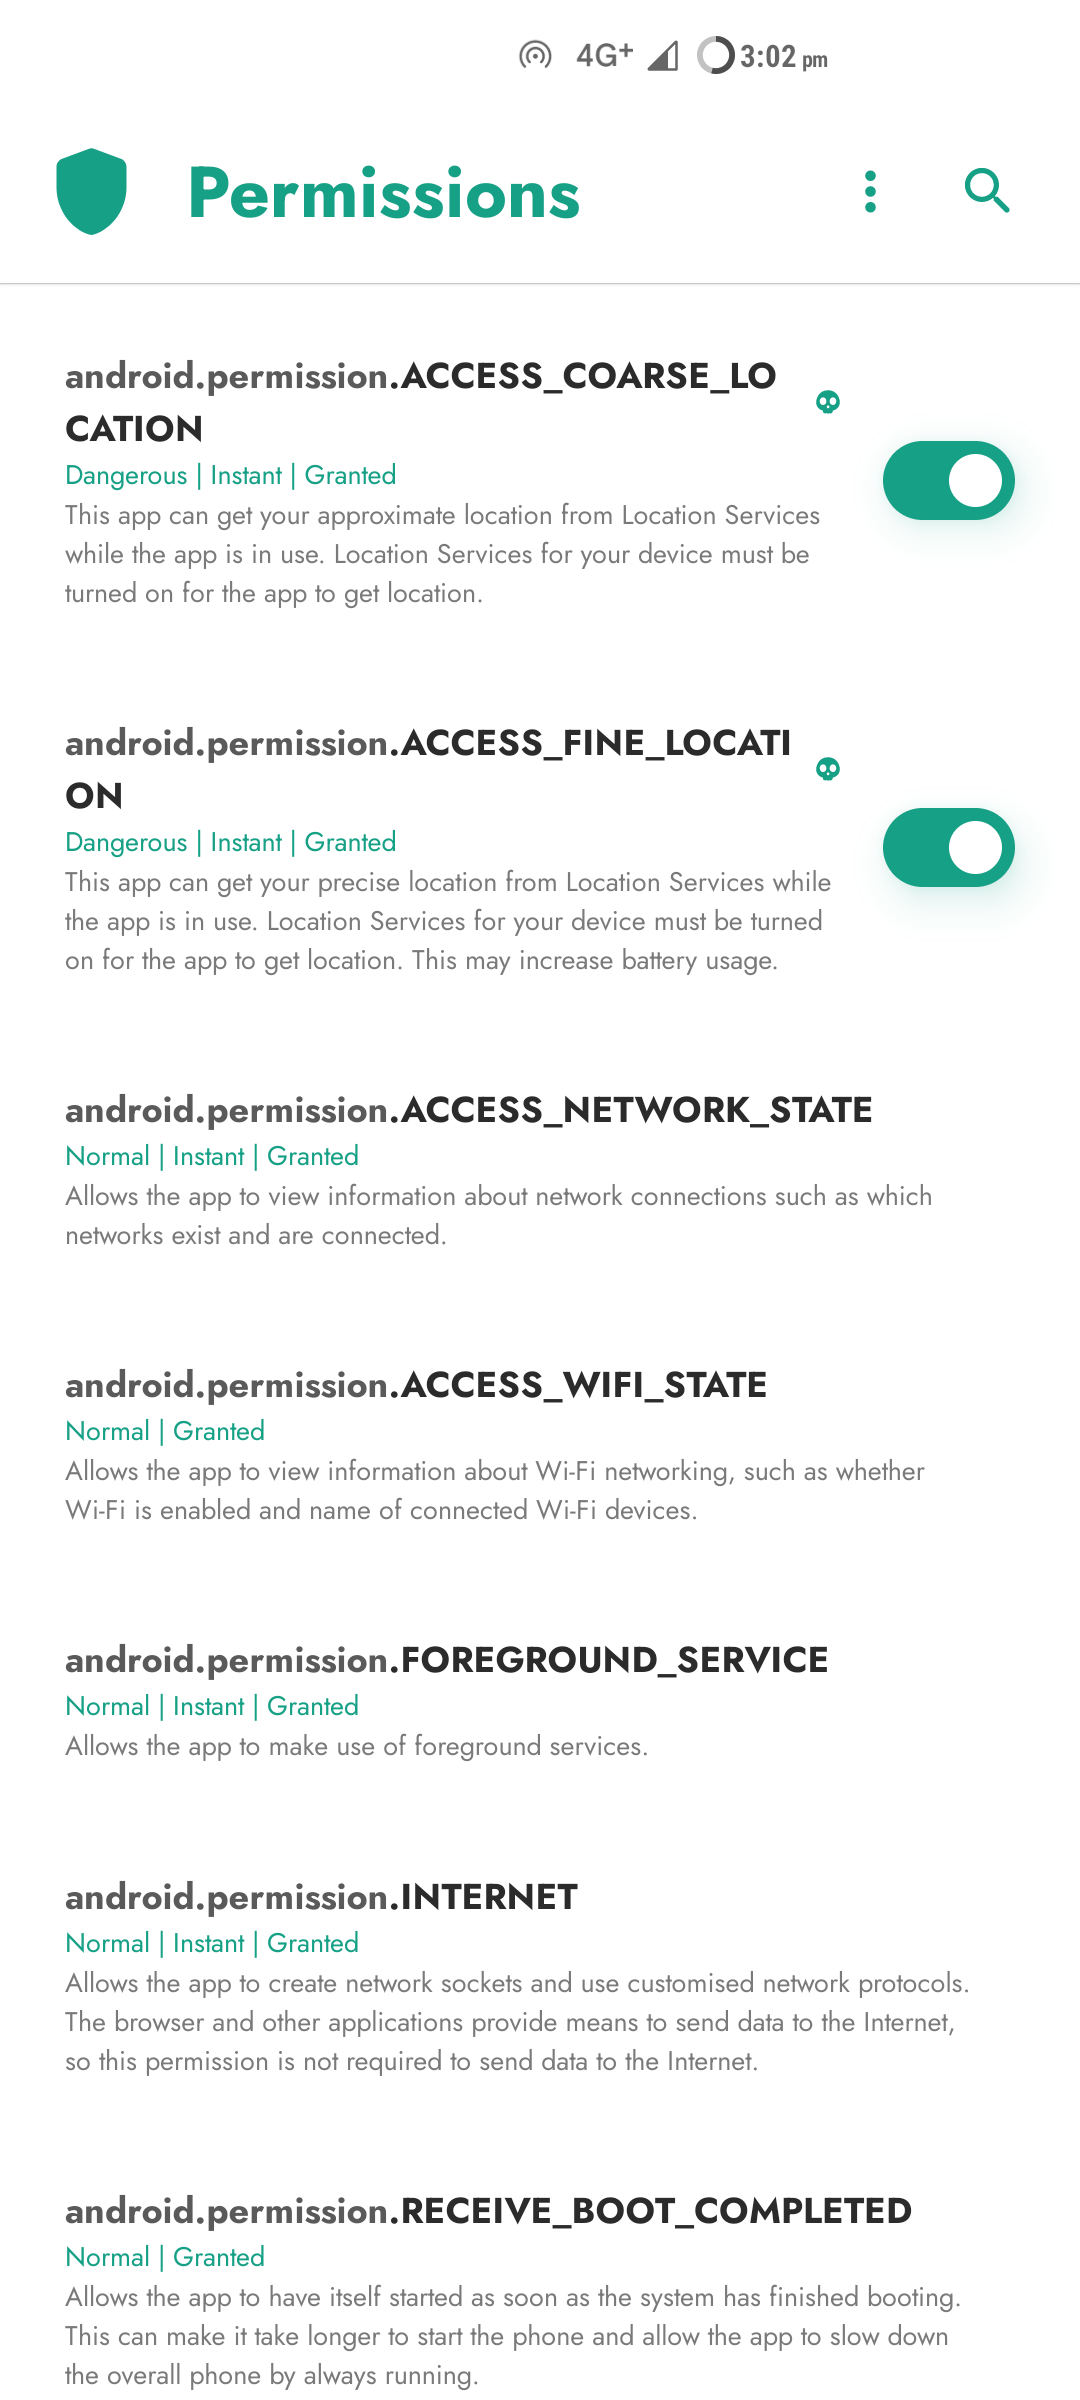 4G+ 3:02 pm
Permissions
android.permission.ACCESS_COARSE_LO
CATION
Dangerous | Instant | Granted
This app can get your approximate location from Location Services
while the app is in use. Location Services for your device must be
turned on for the app to get location.
android.permission.ACCESS_FINE_LOCATI
ON
Dangerous | Instant | Granted
This app can get your precise location from Location Services while
the app is in use. Location Services for your device must be turned
on for the app to get location. This may increase battery usage.
android.permission.ACCESS_NETWORK_STATE
Normal | Instant | Granted
Allows the app to view information about network connections such as which
networks exist and are connected.
android.permission.ACCESS_WIFI_STATE
Normal | Granted
Allows the app to view information about Wi-Fi networking, such as whether
Wi-Fi is enabled and name of connected Wi-Fi devices.
android.permission.FOREGROUND_SERVICE
Normal | Instant | Granted
Allows the app to make use of foreground services.
android.permission.INTERNET
Normal | Instant | Granted
Allows the app to create network sockets and use customised network protocols.
The browser and other applications provide means to send data to the Internet,
so this permission is not required to send data to the Internet.
android.permission.RECEIVE_BOOT_COMPLETED
Normal | Granted
Allows the app to have itself started as soon as the system has finished booting.
This can make it take longer to start the phone and allow the app to slow down
the overall phone by always running.